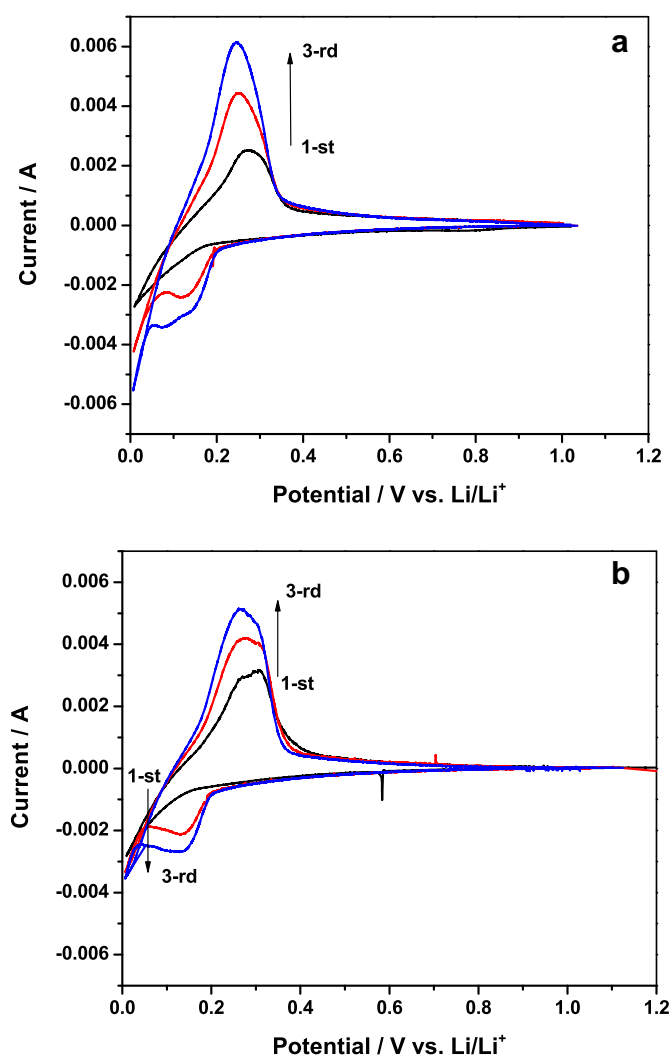 a
3-rd
1-st
0.006
0.004
0.002
0.000
-0.002
-0.004
-0.006
Current / A
0.0 0.2 0.4 0.6 0.8 1.0 1.2
Potential / V vs. Li/Li⁺
b
3-rd
1-st
1-st
3-rd
0.006
0.004
0.002
0.000
-0.002
-0.004
-0.006
Current / A
0.0 0.2 0.4 0.6 0.8 1.0 1.2
Potential / V vs. Li/Li⁺